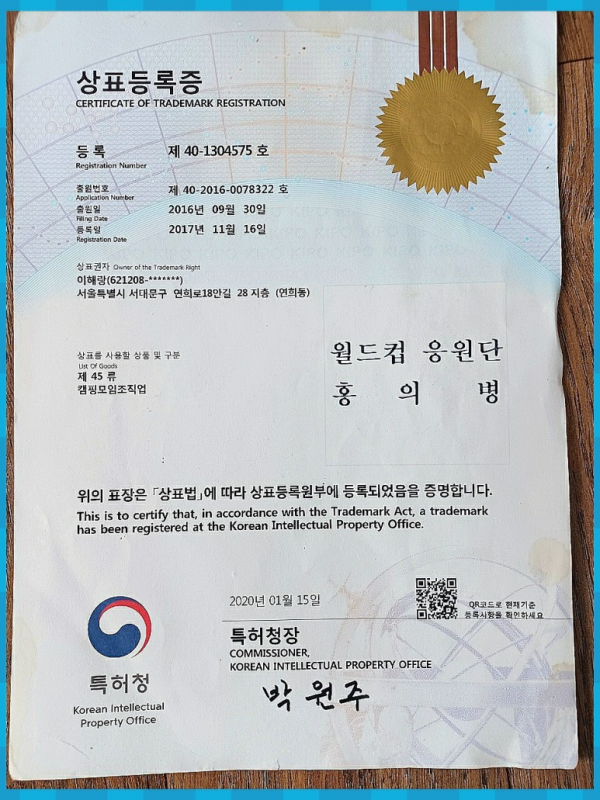 상표등록증
CERTIFICATE OF TRADEMARK REGISTRATION
등록 제 40-1304575 호
Registration Number
출원번호 제 40-2016-0078322 호
Application Number
출원일 2016년 09월 30일
Filing Date
등록일 2017년 11월 16일
Registration Date
상표권자 Owner of the Trademark Right
이해랑(621208-*******)
서울특별시 서대문구 연희로18안길 28 지층 (연희동)
상표를 사용할 상품 및 구분
List Of Goods
제 45 류
캠핑모임조직업
월드컵 응원단
홍 의 병
위의 표장은 「상표법」에 따라 상표등록원부에 등록되었음을 증명합니다.
This is to certify that, in accordance with the Trademark Act, a trademark
has been registered at the Korean Intellectual Property Office.
2020년 01월 15일
QR코드로 현재기준
등록사항을 확인하세요
특허청장
COMMISSIONER,
KOREAN INTELLECTUAL PROPERTY OFFICE
박원주
특허청
Korean Intellectual
Property Office